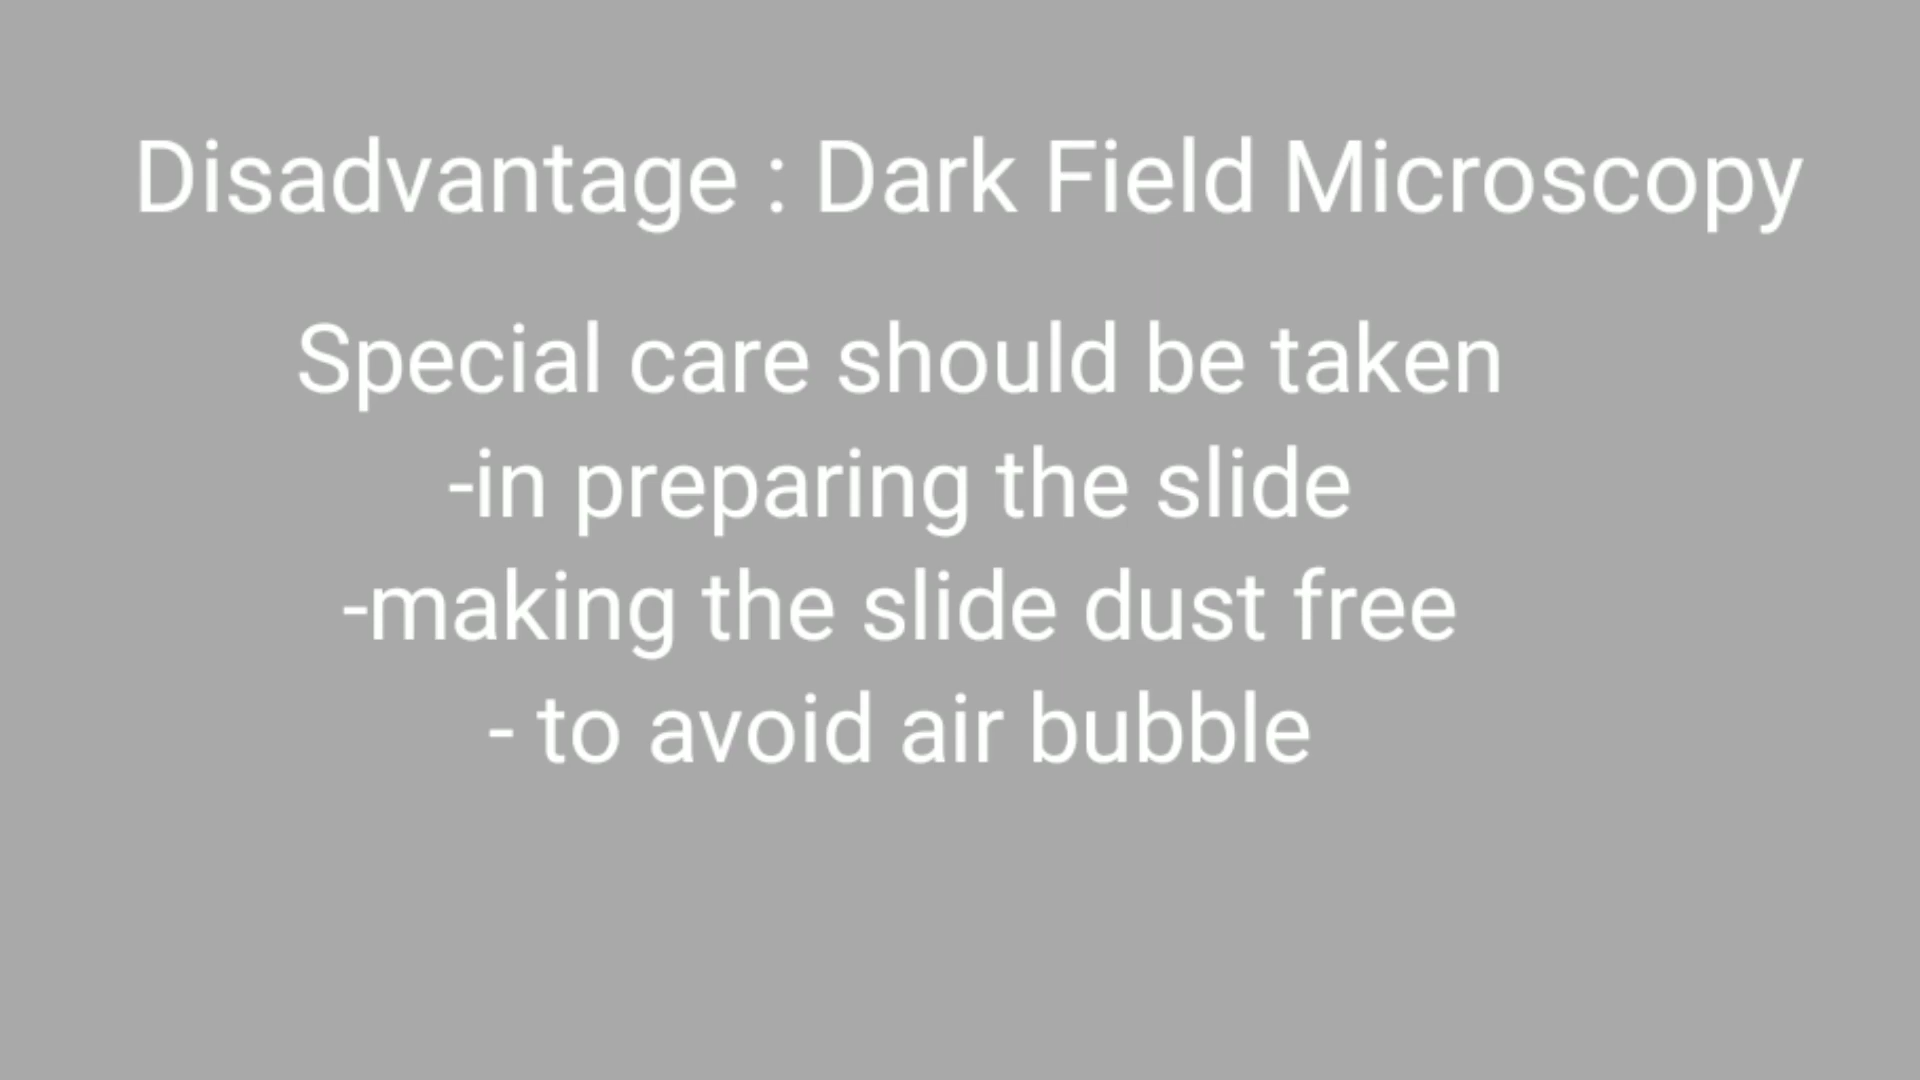 Disadvantage : Dark Field Microscopy
Special care should be taken
-in preparing the slide
-making the slide dust free
- to avoid air bubble